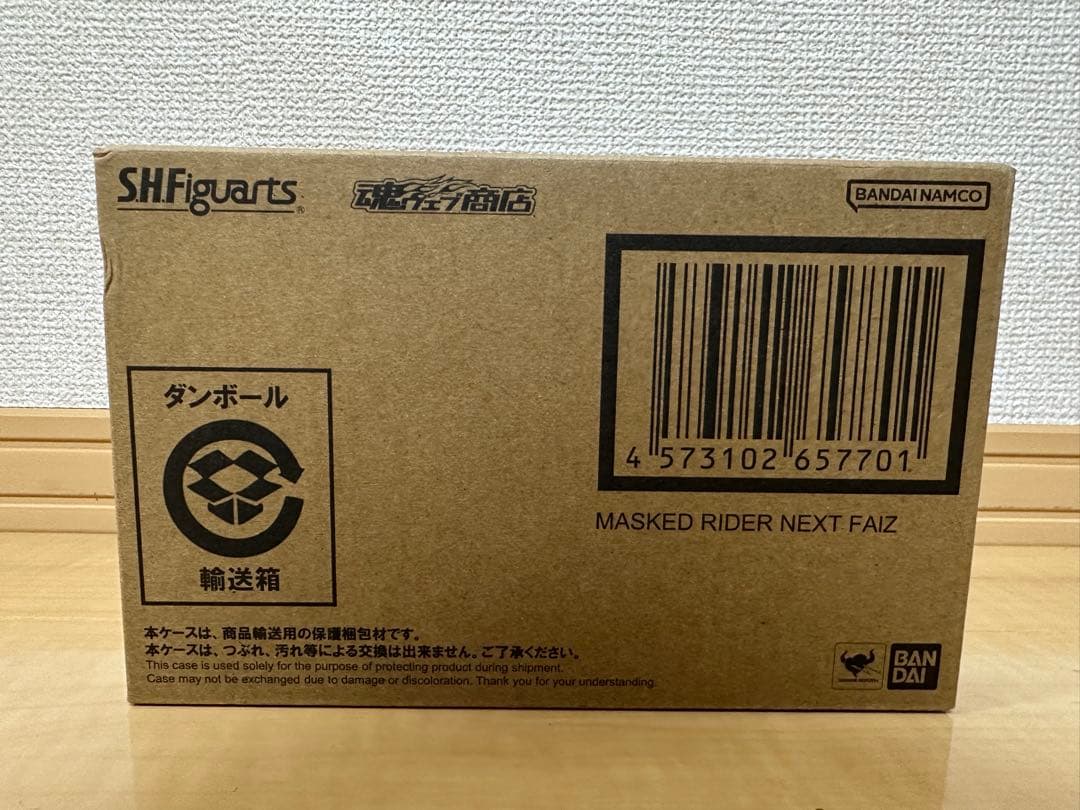 S.H.Figuarts
魂ウェブ商店
BANDAI NAMCO
4 573102 657701
MASKED RIDER NEXT FAIZ
ダンボール
輸送箱
本ケースは、商品輸送用の保護梱包材です。
本ケースは、つぶれ、汚れ等による交換は出来ません。ご了承ください。
This case is used solely for the purpose of protecting product during shipment.
Case may not be exchanged due to damage or discoloration. Thank you for your understanding.
BAN
DAI